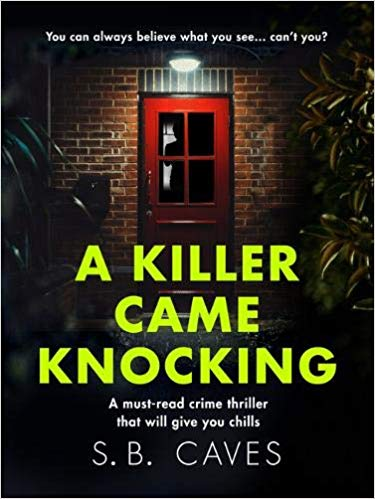 You can always believe what you see... can't you?
A KILLER
CAME
KNOCKING
A must-read crime thriller
that will give you chills
S. B. CAVES